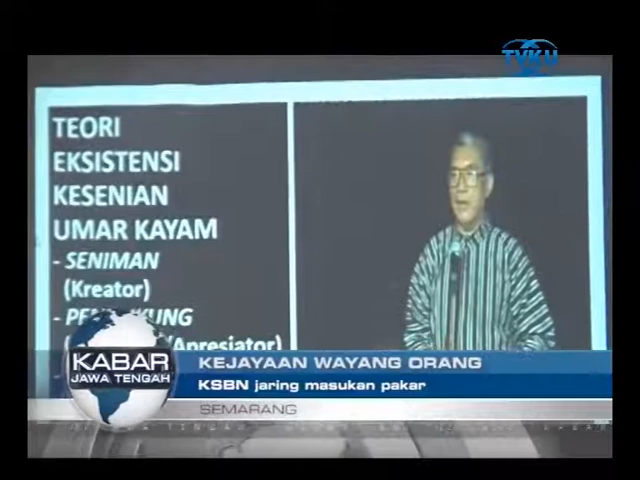 TVKU
TEORI
EKSISTENSI
KESENIAN
UMAR KAYAM
- SENIMAN
(Kreator)
(Apresiator)
KABAR
JAWA TENGAH
KEJAYAAN WAYANG ORANG
KSBN jaring masukan pakar
SEMARANG